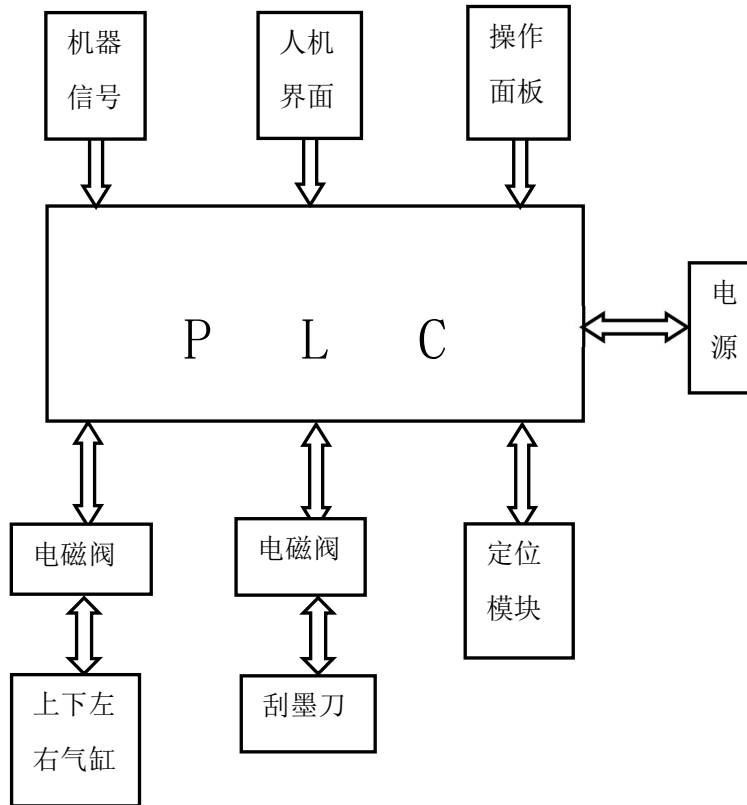 机器
信号
人机
界面
操作
面板
P L C
电
源
电磁阀
电磁阀
定位
模块
上下左
右气缸
刮墨刀